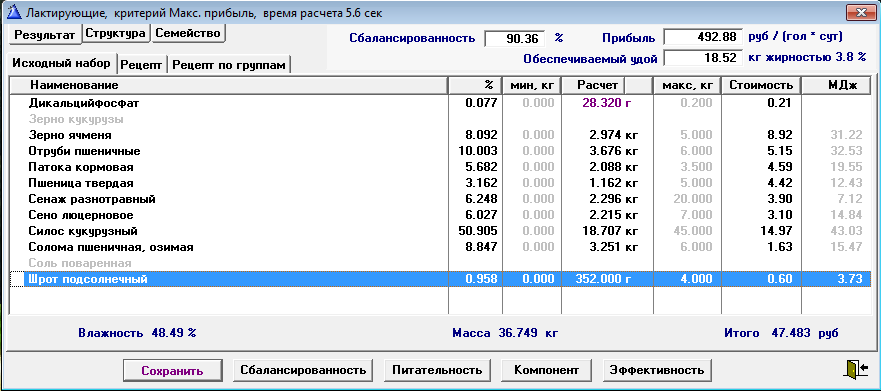 Лактирующие, критерий Макс. прибыль, время расчета 5.6 сек
Результат Структура Семейство
Сбалансированность 90.36 % Прибыль 492.88 руб / (гол * сут)
Обеспечиваемый удой 18.52 кг жирностью 3.8 %
Исходный набор Рецепт Рецепт по группам
Наименование % мин, кг Расчет макс, кг Стоимость МДж
Дикальцийфосфат 0.077 0.000 28.320 г 0.200 0.21
Зерно кукурузы
Зерно ячменя 8.092 0.000 2.974 кг 5.000 8.92 31.22
Отруби пшеничные 10.003 0.000 3.676 кг 6.000 5.15 32.53
Патока кормовая 5.682 0.000 2.088 кг 3.500 4.59 19.55
Пшеница твердая 3.162 0.000 1.162 кг 5.000 4.42 12.43
Сенаж разнотравный 6.248 0.000 2.296 кг 20.000 3.90 7.12
Сено люцерновое 6.027 0.000 2.215 кг 7.000 3.10 14.84
Силос кукурузный 50.905 0.000 18.707 кг 45.000 14.97 43.03
Солома пшеничная, озимая 8.847 0.000 3.251 кг 6.000 1.63 15.47
Соль поваренная
Шрот подсолнечный 0.958 0.000 352.000 г 4.000 0.60 3.73
Влажность 48.49 % Масса 36.749 кг Итого 47.483 руб
Сохранить Сбалансированность Питательность Компонент Эффективность